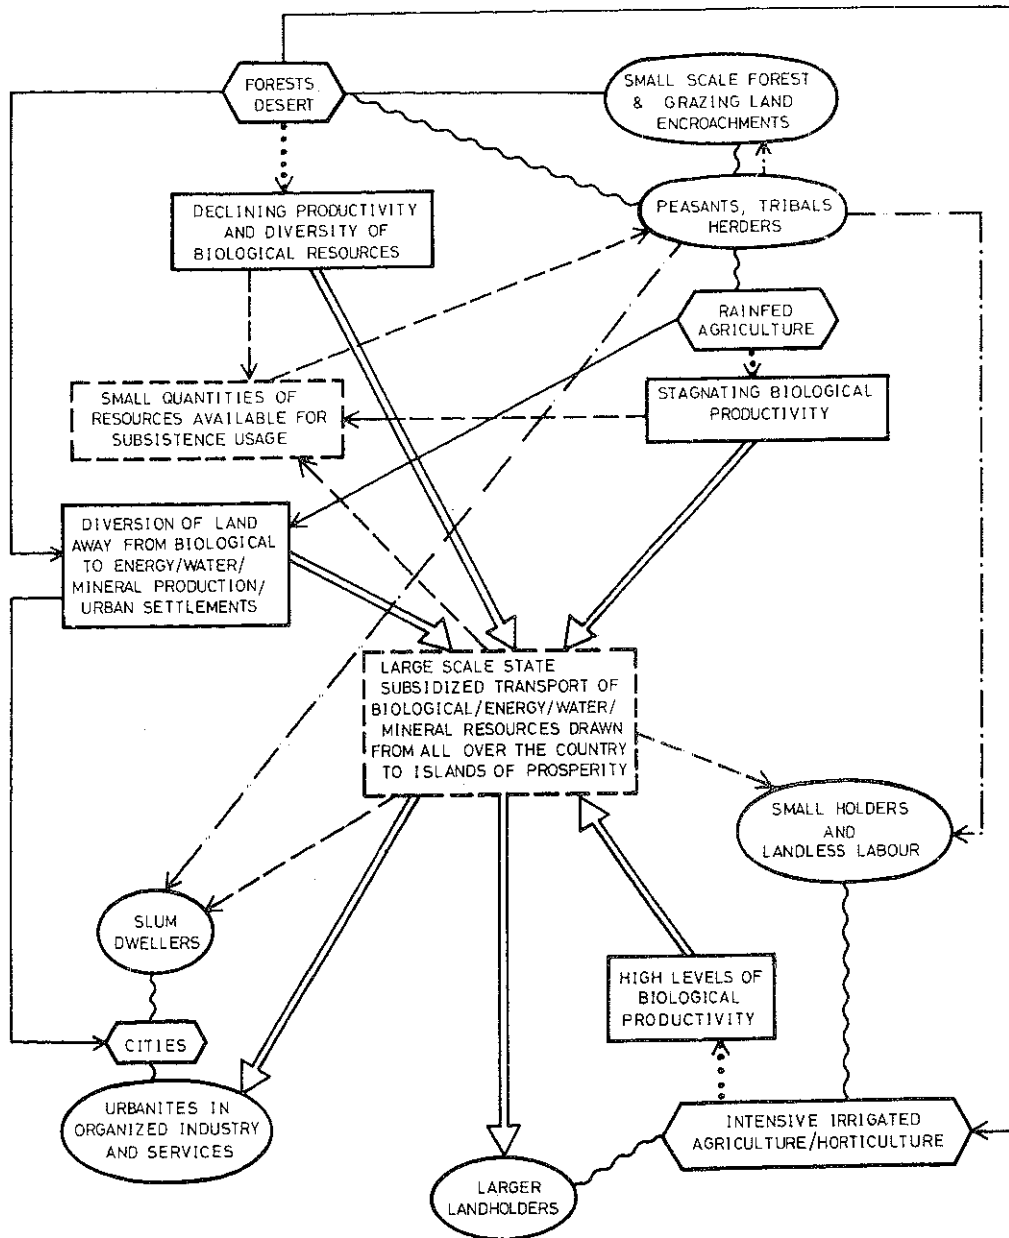 FORESTS,
DESERT
SMALL SCALE FOREST
& GRAZING LAND
ENCROACHMENTS
PEASANTS, TRIBALS
HERDERS
DECLINING PRODUCTIVITY
AND DIVERSITY OF
BIOLOGICAL RESOURCES
RAINFED
AGRICULTURE
SMALL QUANTITIES OF
RESOURCES AVAILABLE FOR
SUBSISTENCE USAGE
STAGNATING BIOLOGICAL
PRODUCTIVITY
DIVERSION OF LAND
AWAY FROM BIOLOGICAL
TO ENERGY/WATER/
MINERAL PRODUCTION/
URBAN SETTLEMENTS
LARGE SCALE STATE
SUBSIDIZED TRANSPORT OF
BIOLOGICAL/ENERGY/WATER/
MINERAL RESOURCES DRAWN
FROM ALL OVER THE COUNTRY
TO ISLANDS OF PROSPERITY
SMALL HOLDERS
AND
LANDLESS LABOUR
SLUM
DWELLERS
HIGH LEVELS OF
BIOLOGICAL
PRODUCTIVITY
CITIES
URBANITES IN
ORGANIZED INDUSTRY
AND SERVICES
INTENSIVE IRRIGATED
AGRICULTURE/HORTICULTURE
LARGER
LANDHOLDERS